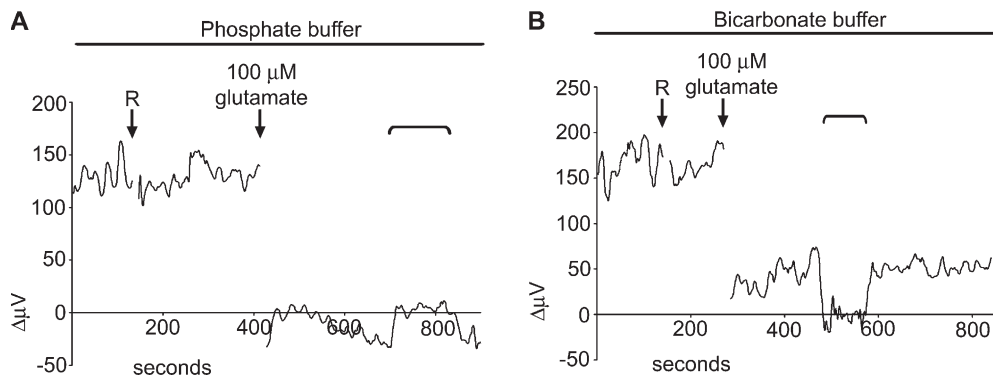 A
Phosphate buffer
100 μM
R
glutamate
200
150
100
50
0
-50
200
400
600
800
ΔμV
seconds
B
Bicarbonate buffer
100 μM
R
glutamate
250
200
150
100
50
0
-50
200
400
600
800
ΔμV
seconds